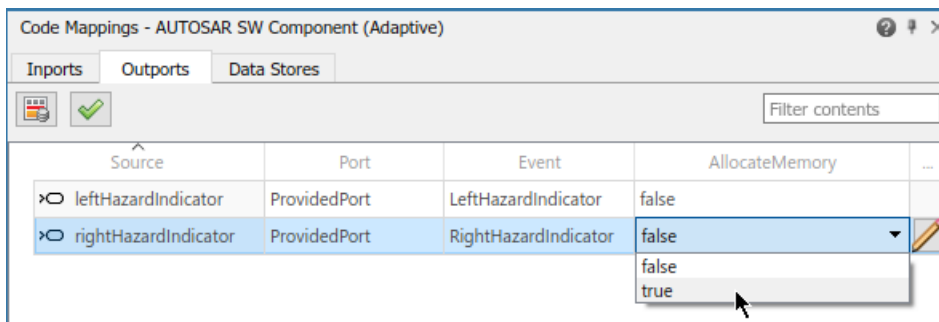 Code Mappings - AUTOSAR SW Component (Adaptive)
Inports Outports Data Stores
Filter contents
Source Port Event AllocateMemory ...
leftHazardIndicator ProvidedPort LeftHazardIndicator false
rightHazardIndicator ProvidedPort RightHazardIndicator false
false
true